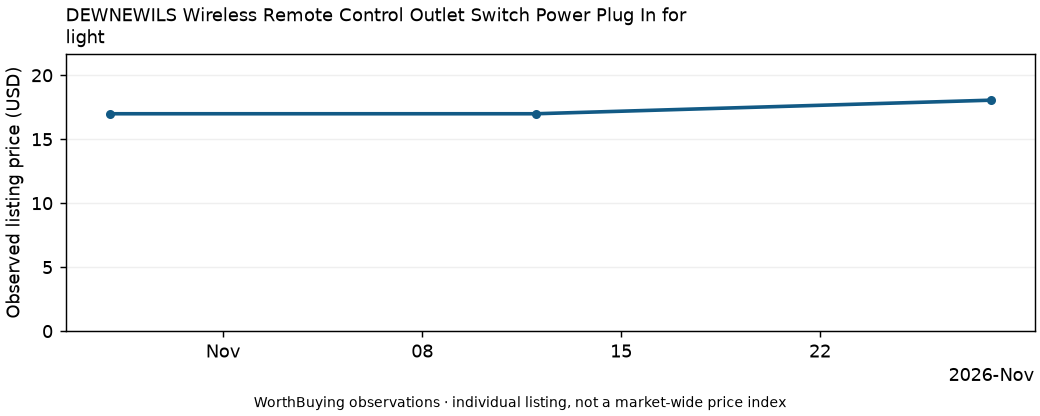 DEWNEWILS Wireless Remote Control Outlet Switch Power Plug In for
light
Observed listing price (USD)
20
15
10
5
0
Nov
08
15
22
2026-Nov
WorthBuying observations · individual listing, not a market-wide price index